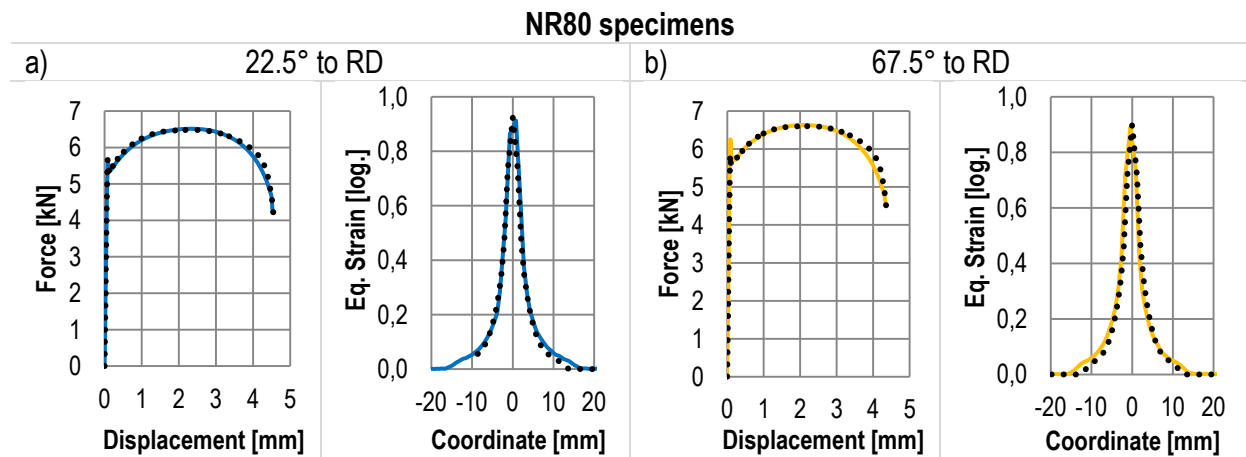 NR80 specimens
a) 22.5° to RD
b) 67.5° to RD
Force [kN]
7
6
5
4
3
2
1
0
0 1 2 3 4 5
Displacement [mm]
Eq. Strain [log.]
1,0
0,8
0,6
0,4
0,2
0,0
-20 -10 0 10 20
Coordinate [mm]
Force [kN]
7
6
5
4
3
2
1
0
0 1 2 3 4 5
Displacement [mm]
Eq. Strain [log.]
1,0
0,8
0,6
0,4
0,2
0,0
-20 -10 0 10 20
Coordinate [mm]